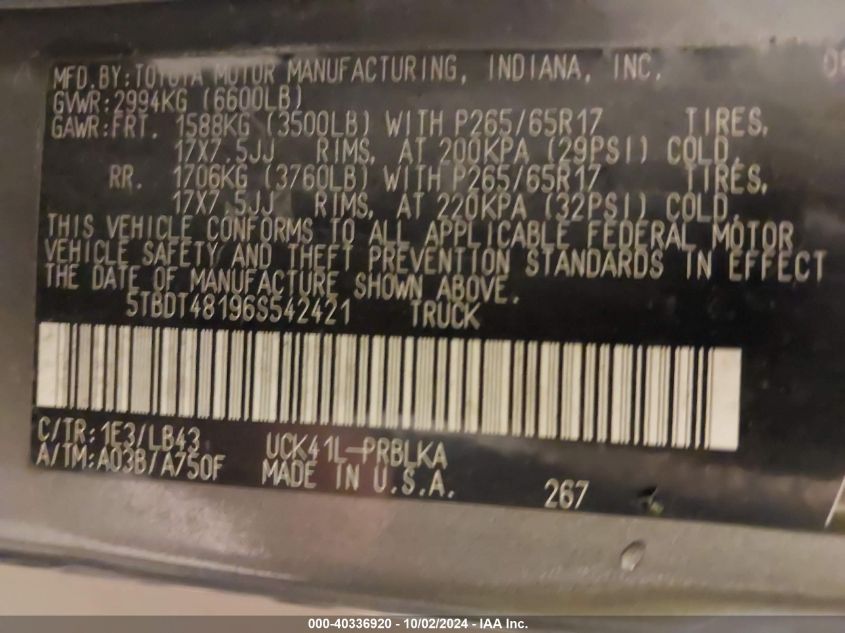 MFD.BY:TOYOTA MOTOR MANUFACTURING, INDIANA, INC.
GVWR:2994KG (6600LB)
GAWR:FRT. 1588KG (3500LB) WITH P265/65R17 TIRES,
17X7.5JJ RIMS, AT 200KPA (29PSI) COLD.
RR. 1706KG (3760LB) WITH P265/65R17 TIRES,
17X7.5JJ RIMS, AT 220KPA (32PSI) COLD.
THIS VEHICLE CONFORMS TO ALL APPLICABLE FEDERAL MOTOR
VEHICLE SAFETY AND THEFT PREVENTION STANDARDS IN EFFECT
THE DATE OF MANUFACTURE SHOWN ABOVE.
5TBDT48196S542421 TRUCK
C/TR:1E3/LB43 UCK41L-PRBLKA
A/TM:A03B/A750F MADE IN U.S.A. 267
000-40336920 - 10/02/2024 - IAA Inc.